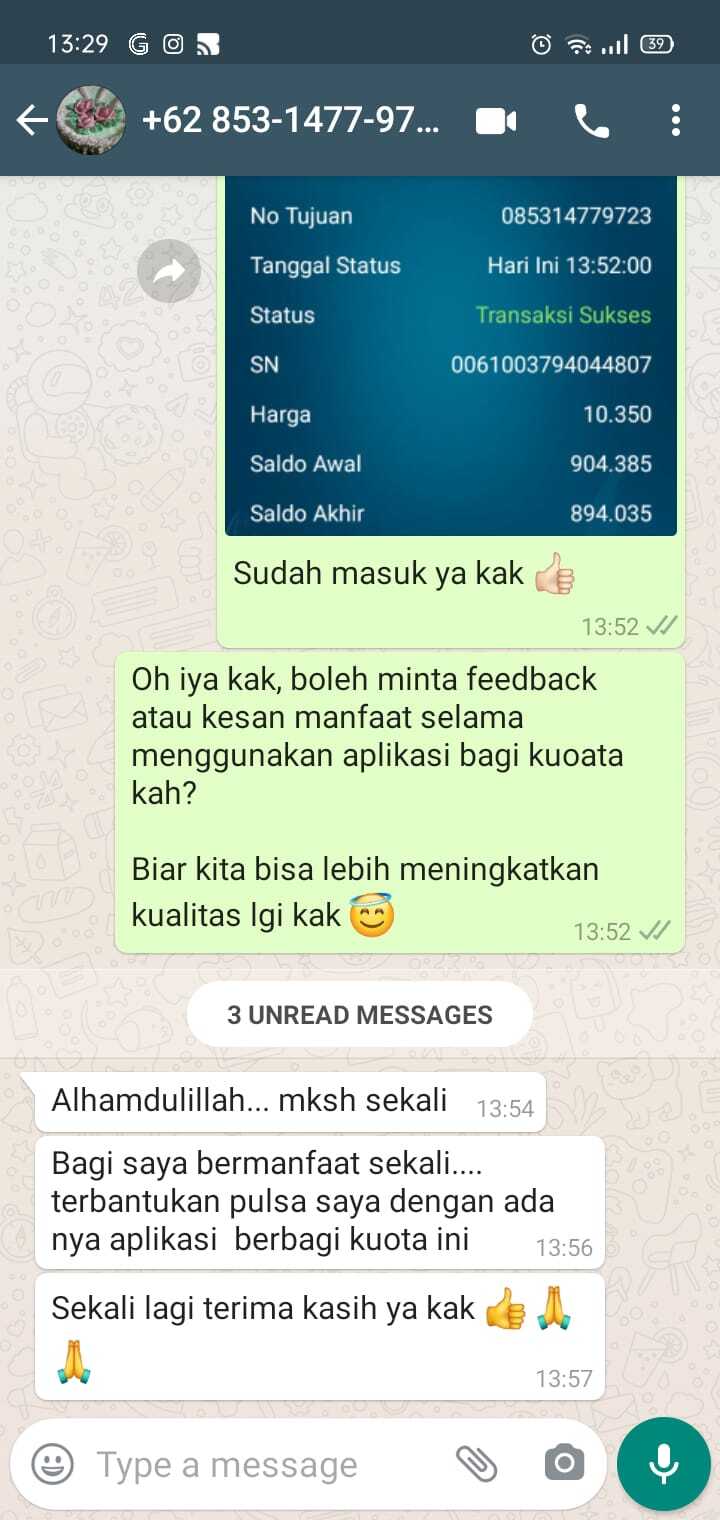 13:29 G 39
+62 853-1477-97...
No Tujuan 085314779723
Tanggal Status Hari Ini 13:52:00
Status Transaksi Sukses
SN 0061003794044807
Harga 10.350
Saldo Awal 904.385
Saldo Akhir 894.035
Sudah masuk ya kak 👍🏻
13:52
Oh iya kak, boleh minta feedback
atau kesan manfaat selama
menggunakan aplikasi bagi kuoata
kah?
Biar kita bisa lebih meningkatkan
kualitas lgi kak 😇
13:52
3 UNREAD MESSAGES
Alhamdulillah... mksh sekali 13:54
Bagi saya bermanfaat sekali....
terbantukan pulsa saya dengan ada
nya aplikasi berbagi kuota ini 13:56
Sekali lagi terima kasih ya kak 👍🙏
🙏 13:57
Type a message